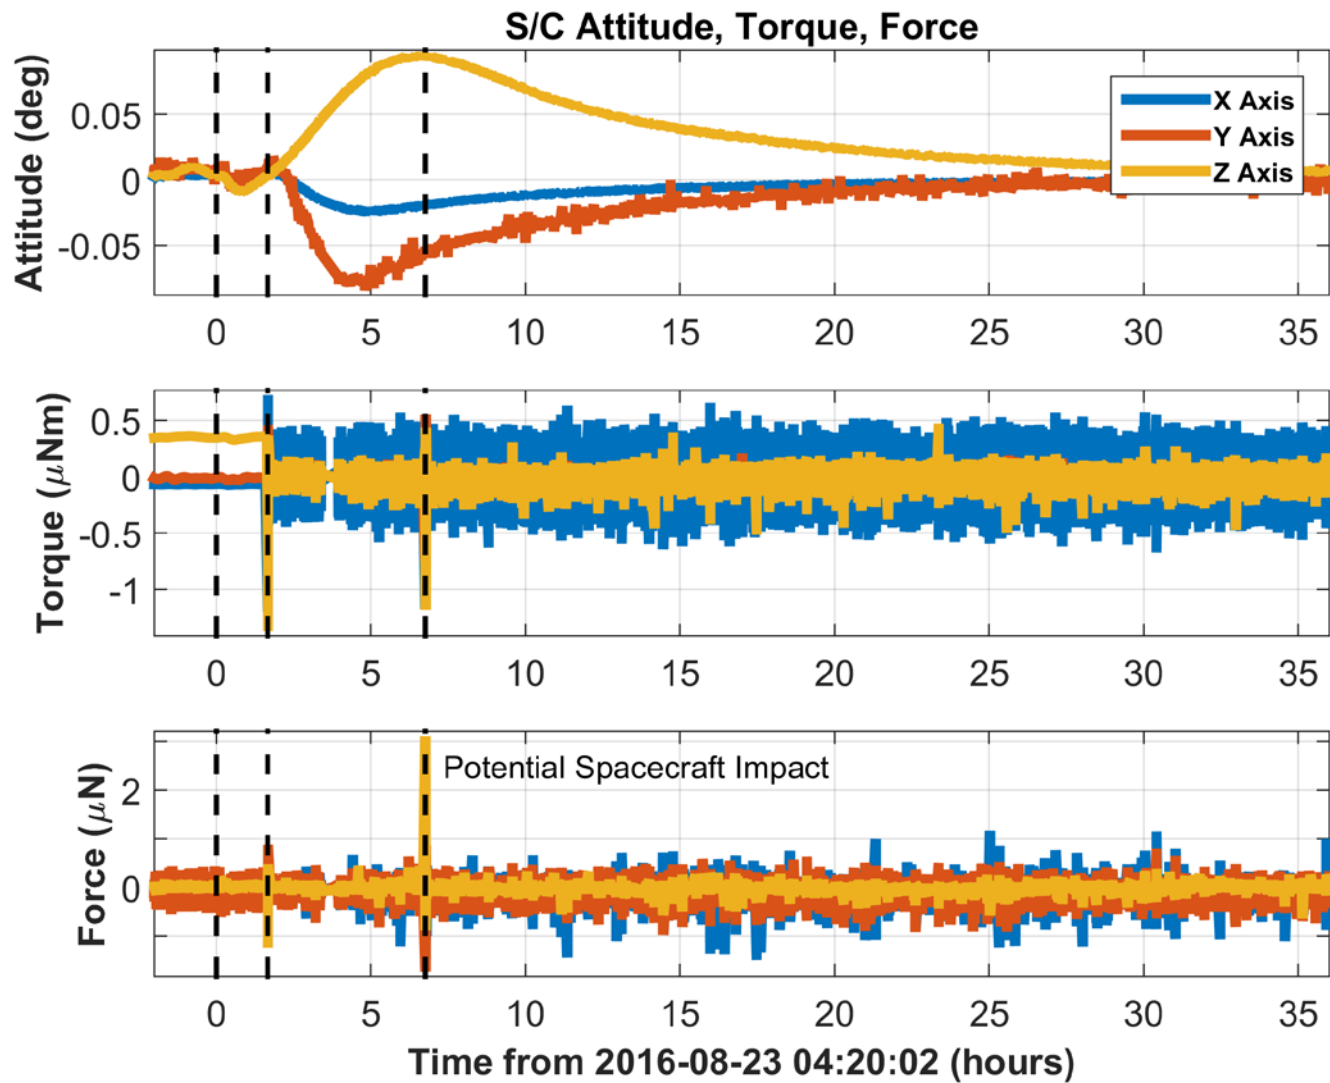 S/C Attitude, Torque, Force
Attitude (deg)
0.05
0
-0.05
X Axis
Y Axis
Z Axis
0 5 10 15 20 25 30 35
Torque (μNm)
0.5
0
-0.5
-1
0 5 10 15 20 25 30 35
Force (μN)
2
0
Potential Spacecraft Impact
0 5 10 15 20 25 30 35
Time from 2016-08-23 04:20:02 (hours)